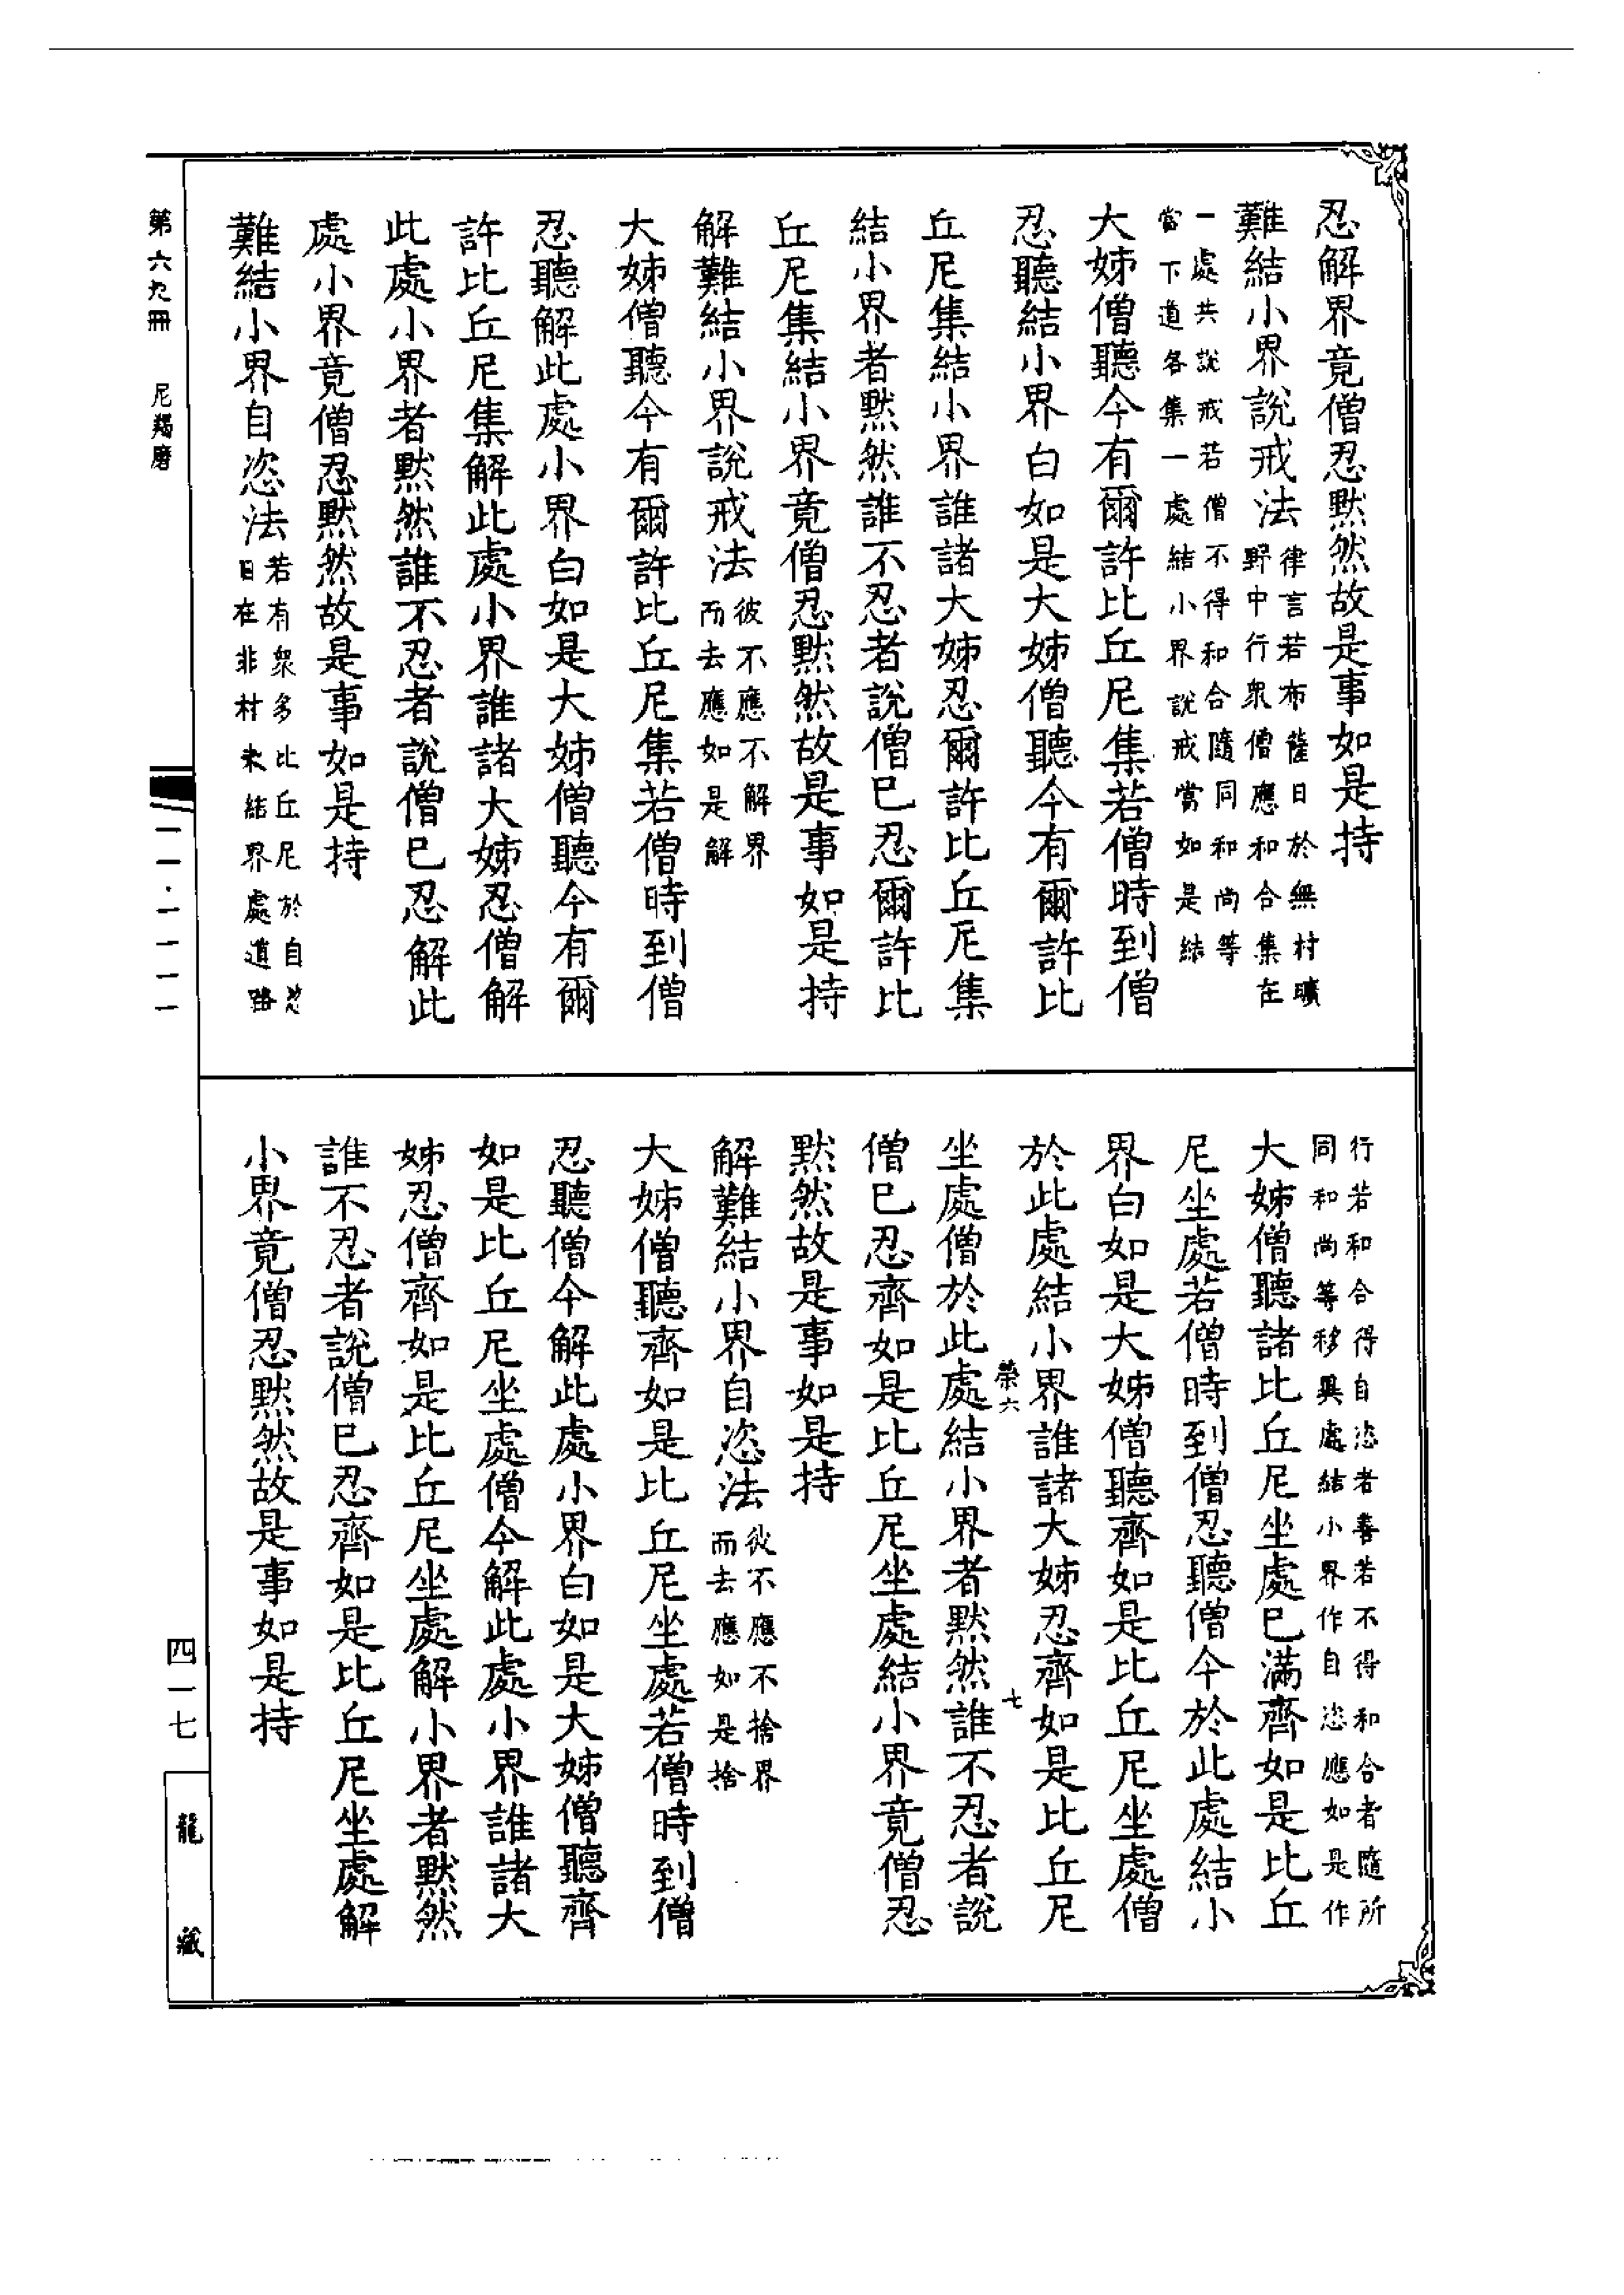 忍解界竟僧忍默然故是事如是持
難結小界說戒法律言若布薩日於無村曠
野中行衆僧應和合集在
一處共說戒若僧不得和合隨同和尚等
當下道各集一處結小界說戒當如是結
大姊僧聽今有爾許比丘尼集若僧時到僧
忍聽結小界白如是大姊僧聽今有爾許比
丘尼集結小界誰諸大姊忍爾許比丘尼集
結小界者默然誰不忍者說僧已忍爾許比
丘尼集結小界竟僧忍默然故是事如是持
解難結小界說戒法彼不應不解界
而去應如是解
大姊僧聽今有爾許比丘尼集若僧時到僧
忍聽解此處小界白如是大姊僧聽今有爾
許比丘尼集解此處小界誰諸大姊忍僧解
此處小界者默然誰不忍者說僧已忍解此
處小界竟僧忍默然故是事如是持
難結小界自恣法若有衆多比丘尼於自恣
日在非村未結界處道路
行若和合得自恣者善若不得和合者隨所
同和尚等移異處結小界作自恣應如是作
大姊僧聽諸比丘尼坐處已滿齊如是比丘
尼坐處若僧時到僧忍聽僧今於此處結小
界白如是大姊僧聽齊如是比丘尼坐處僧
於此處結小界誰諸大姊忍齊如是比丘尼
榮六
七
坐處僧於此處結小界者默然誰不忍者說
僧已忍齊如是比丘尼坐處結小界竟僧忍
默然故是事如是持
解難結小界自恣法彼不應不捨界
而去應如是捨
大姊僧聽齊如是比丘尼坐處若僧時到僧
忍聽僧今解此處小界白如是大姊僧聽齊
如是比丘尼坐處僧今解此處小界誰諸大
姊忍僧齊如是比丘尼坐處解小界者默然
誰不忍者說僧已忍齊如是比丘尼坐處解
小界竟僧忍默然故是事如是持
第六九冊 尼羯磨
一一·一一一一
四一七
龍藏